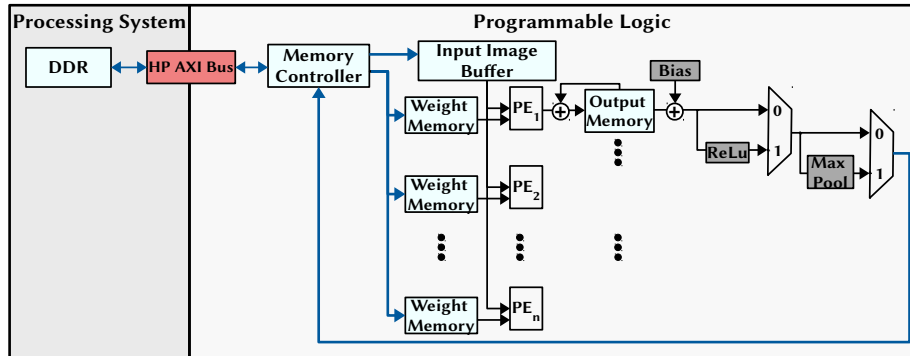 Processing System
Programmable Logic
DDR
HP AXI Bus
Memory
Controller
Input Image
Buffer
Weight
Memory
PE1
Output
Memory
Bias
ReLu
0
1
Max
Pool
0
1
Weight
Memory
PE2
Weight
Memory
PEn